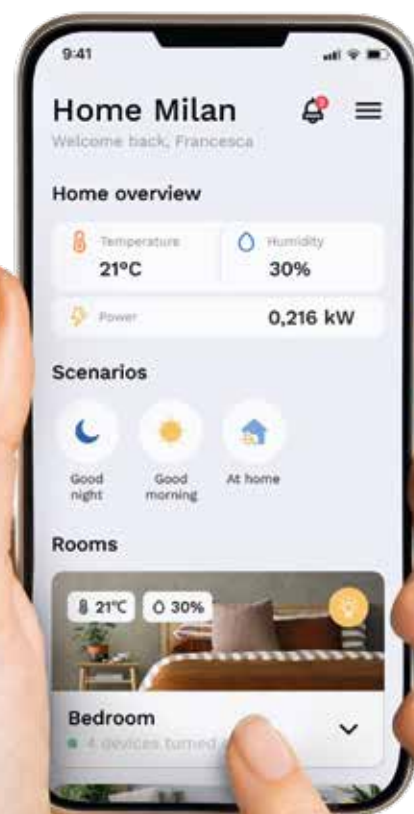 9:41
Home Milan
Welcome back, Francesca
Home overview
Temperature
21°C
Humidity
30%
Power
0,216 kW
Scenarios
Good
night
Good
morning
At home
Rooms
21°C 30%
Bedroom
4 devices turned